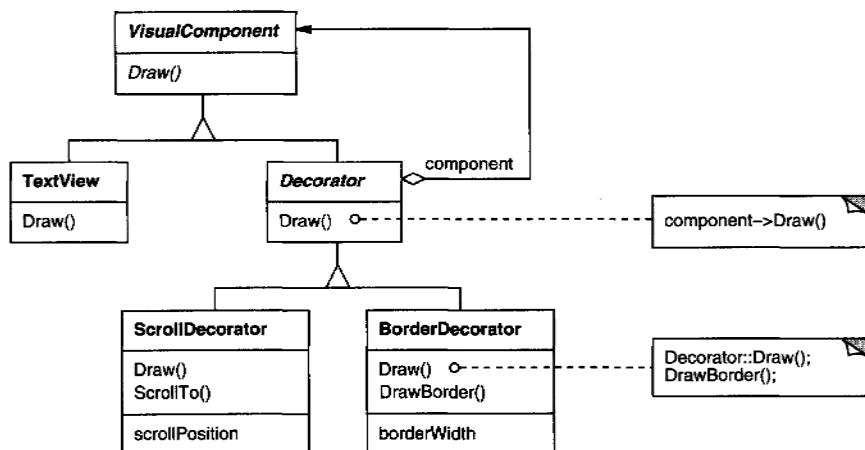 VisualComponent
Draw()
component
TextView
Draw()
Decorator
Draw()
component–>Draw()
ScrollDecorator
Draw()
ScrollTo()
scrollPosition
BorderDecorator
Draw()
DrawBorder()
borderWidth
Decorator::Draw();
DrawBorder();